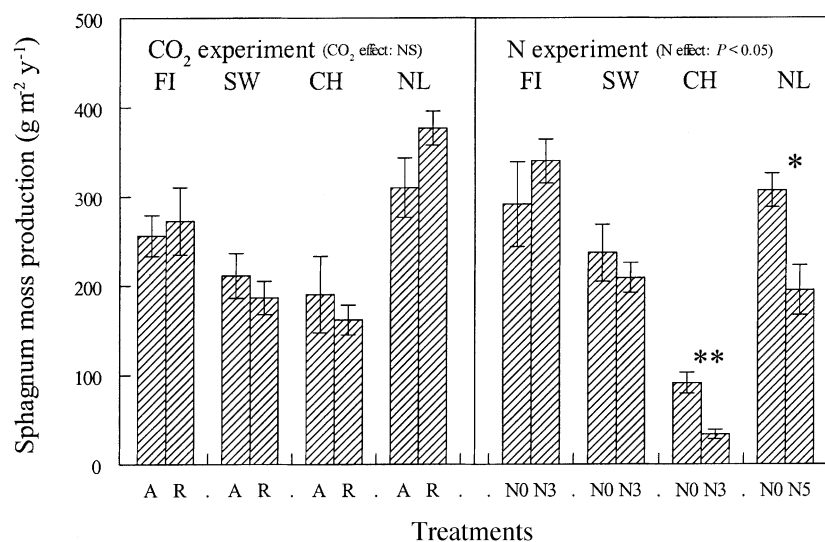 CO₂ experiment (CO₂ effect: NS)
N experiment (N effect: P < 0.05)
FI SW CH NL
FI SW CH NL
Sphagnum moss production (g m⁻² y⁻¹)
500
400
300
200
100
0
*
**
A R . A R . A R . A R . . N0 N3 . N0 N3 . N0 N3 . N0 N5
Treatments